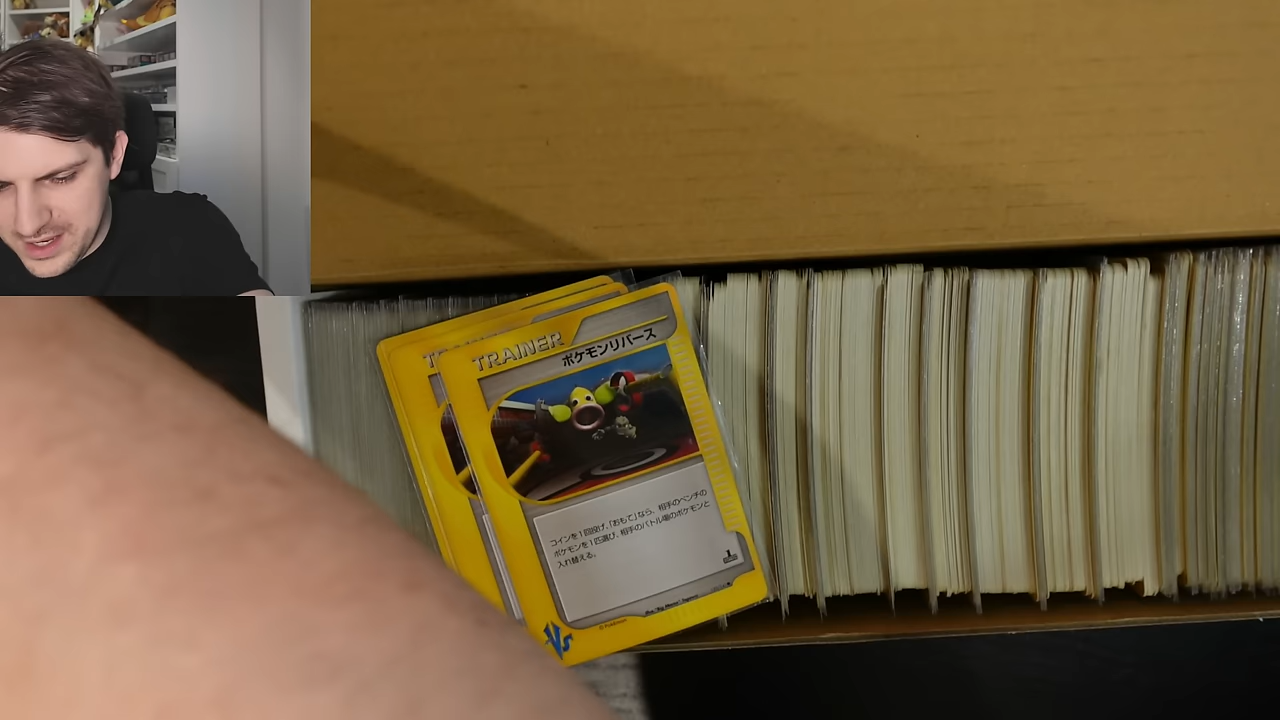 TRAINER
ポケモンリバース
コインを1回投げ、「おもて」なら、相手のベンチの
ポケモンを1匹選び、相手のバトル場のポケモンと
入れ替える。
1
VS